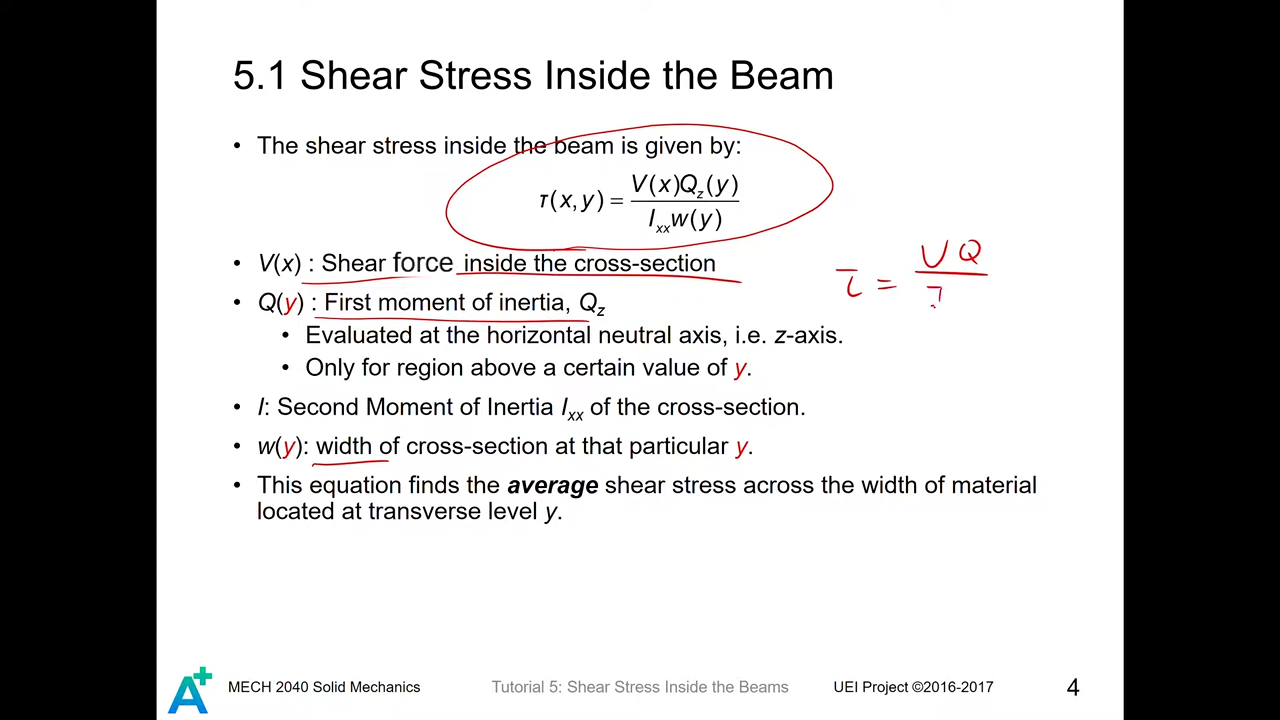 5.1 Shear Stress Inside the Beam
• The shear stress inside the beam is given by:
τ(x,y) = V(x)Qz(y) / Ixxw(y)
• V(x) : Shear force inside the cross-section
τ = VQ
• Q(y) : First moment of inertia, Qz
• Evaluated at the horizontal neutral axis, i.e. z-axis.
• Only for region above a certain value of y.
• I: Second Moment of Inertia Ixx of the cross-section.
• w(y): width of cross-section at that particular y.
• This equation finds the average shear stress across the width of material
located at transverse level y.
A+
MECH 2040 Solid Mechanics
Tutorial 5: Shear Stress Inside the Beams
UEI Project ©2016-2017
4